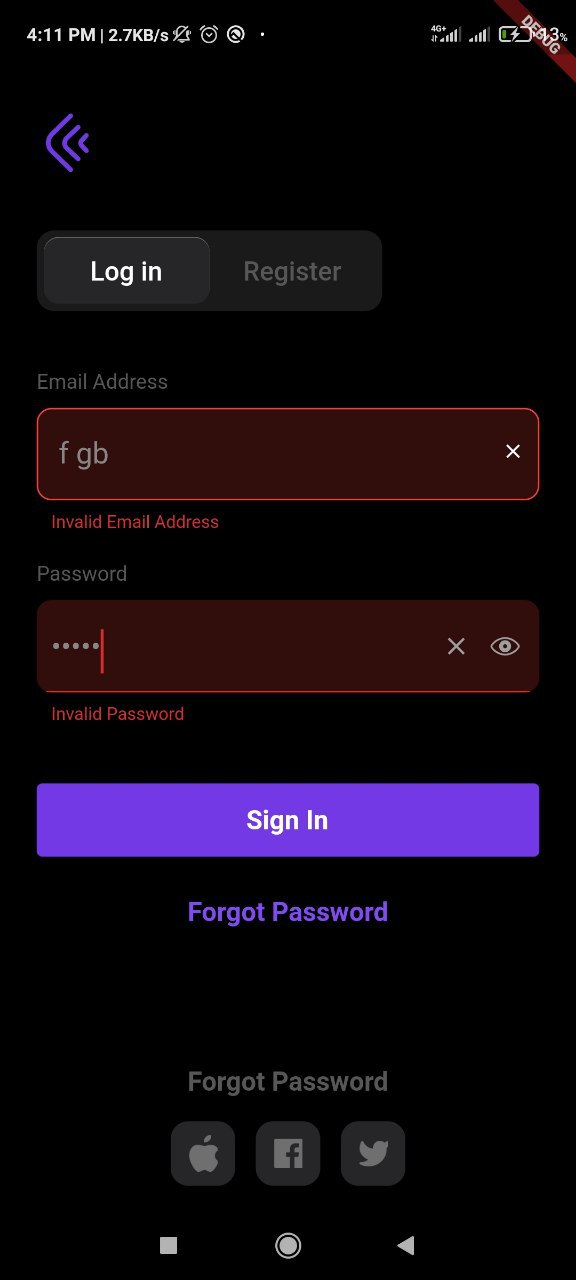 4:11 PM | 2.7KB/s
4G+
13%
DEBUG
Log in
Register
Email Address
f gb
Invalid Email Address
Password
•••••
Invalid Password
Sign In
Forgot Password
Forgot Password